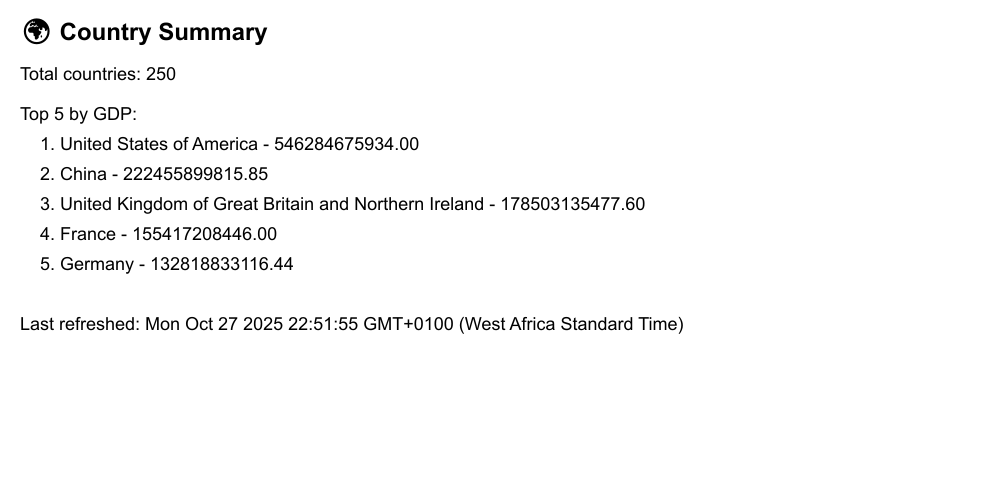 🌍 Country Summary
Total countries: 250
Top 5 by GDP:
1. United States of America - 546284675934.00
2. China - 222455899815.85
3. United Kingdom of Great Britain and Northern Ireland - 178503135477.60
4. France - 155417208446.00
5. Germany - 132818833116.44
Last refreshed: Mon Oct 27 2025 22:51:55 GMT+0100 (West Africa Standard Time)